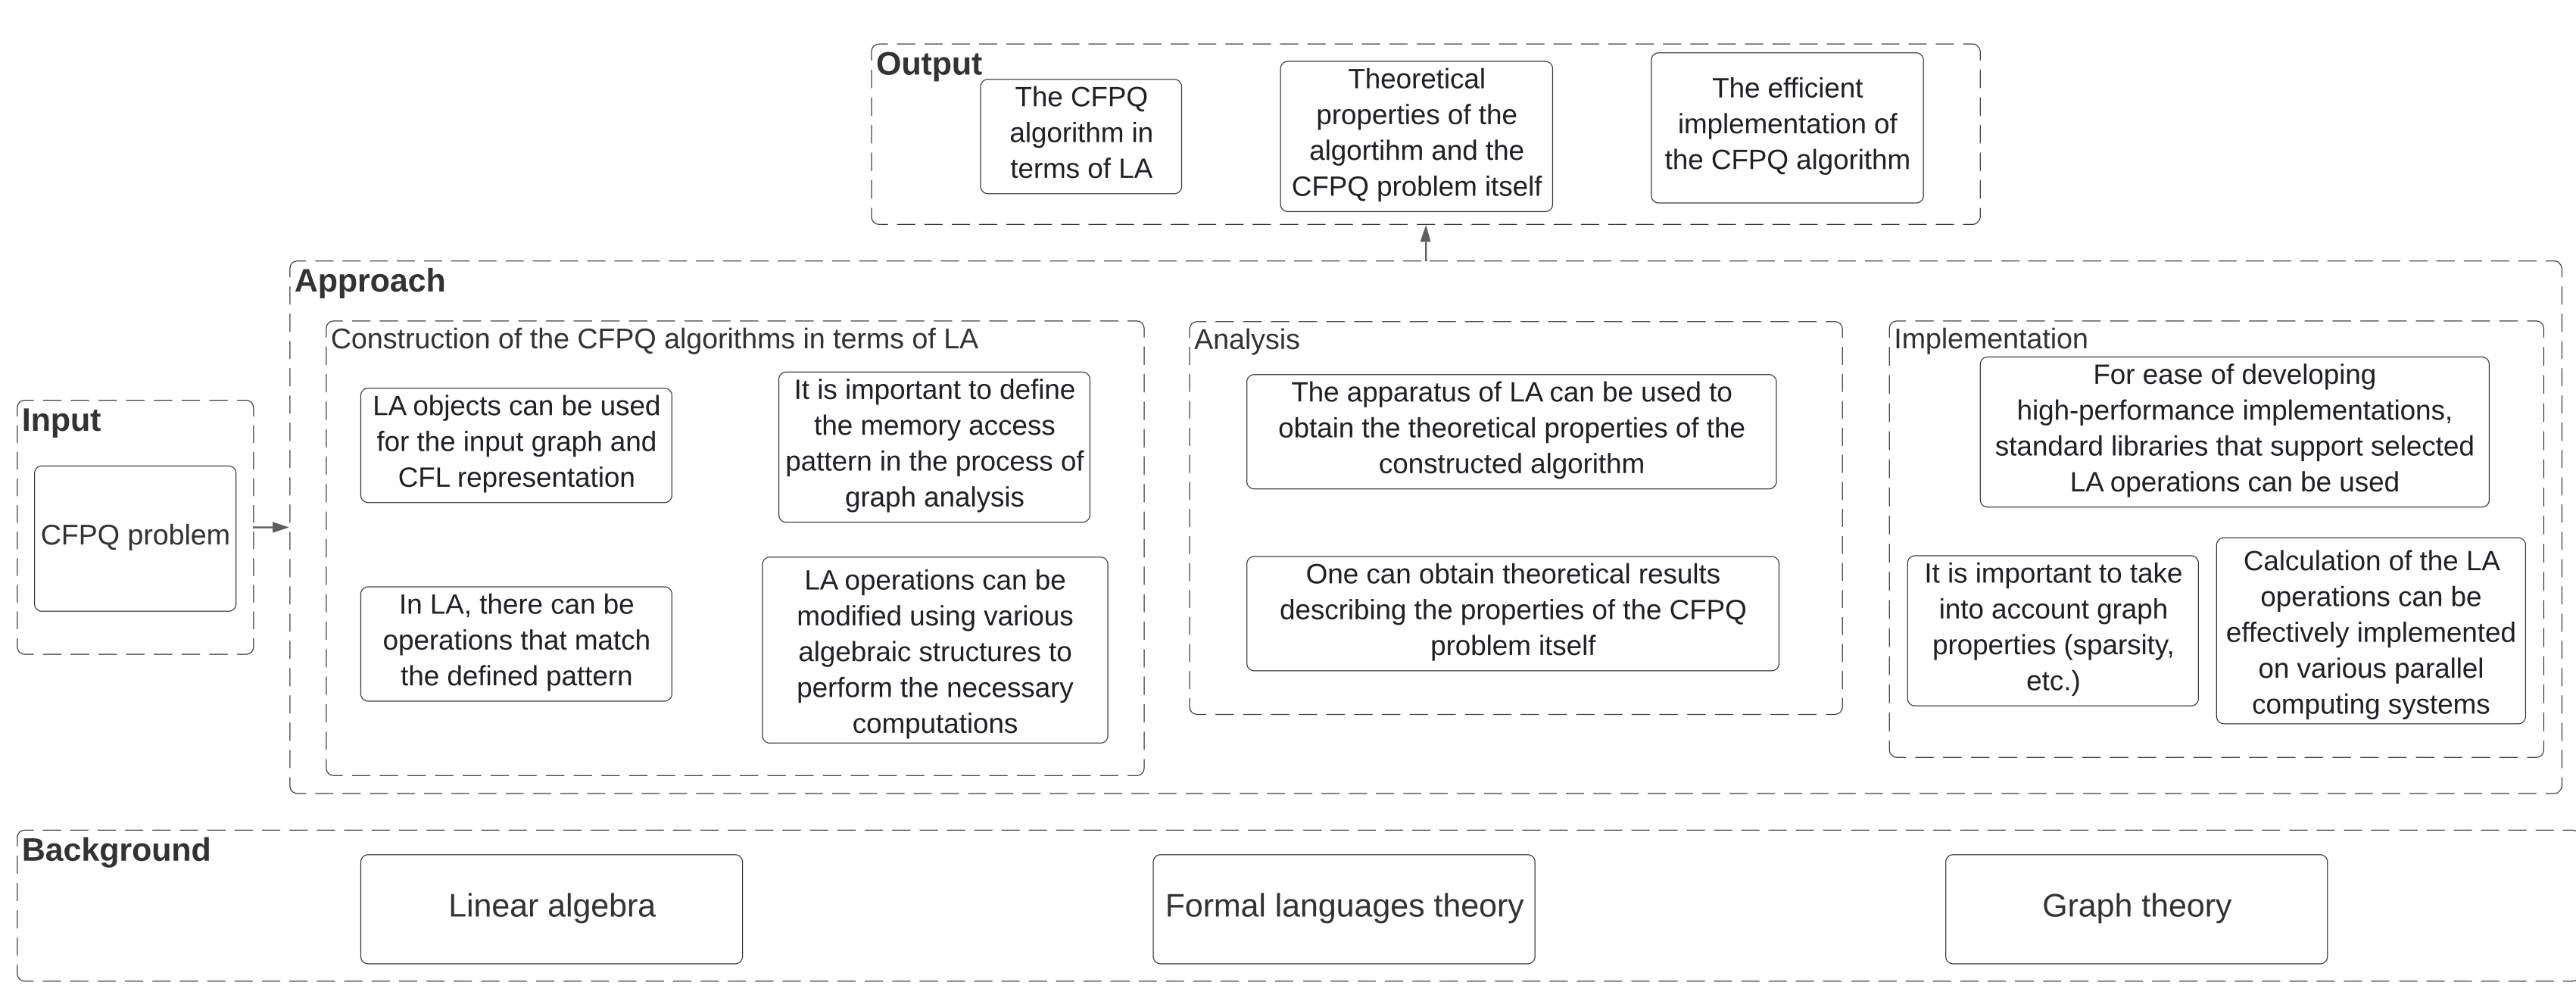 Output
The CFPQ
algorithm in
terms of LA
Theoretical
properties of the
algortihm and the
CFPQ problem itself
The efficient
implementation of
the CFPQ algorithm
Approach
Construction of the CFPQ algorithms in terms of LA
LA objects can be used
for the input graph and
CFL representation
It is important to define
the memory access
pattern in the process of
graph analysis
In LA, there can be
operations that match
the defined pattern
LA operations can be
modified using various
algebraic structures to
perform the necessary
computations
Analysis
The apparatus of LA can be used to
obtain the theoretical properties of the
constructed algorithm
One can obtain theoretical results
describing the properties of the CFPQ
problem itself
Implementation
For ease of developing
high-performance implementations,
standard libraries that support selected
LA operations can be used
It is important to take
into account graph
properties (sparsity,
etc.)
Calculation of the LA
operations can be
effectively implemented
on various parallel
computing systems
Input
CFPQ problem
Background
Linear algebra
Formal languages theory
Graph theory